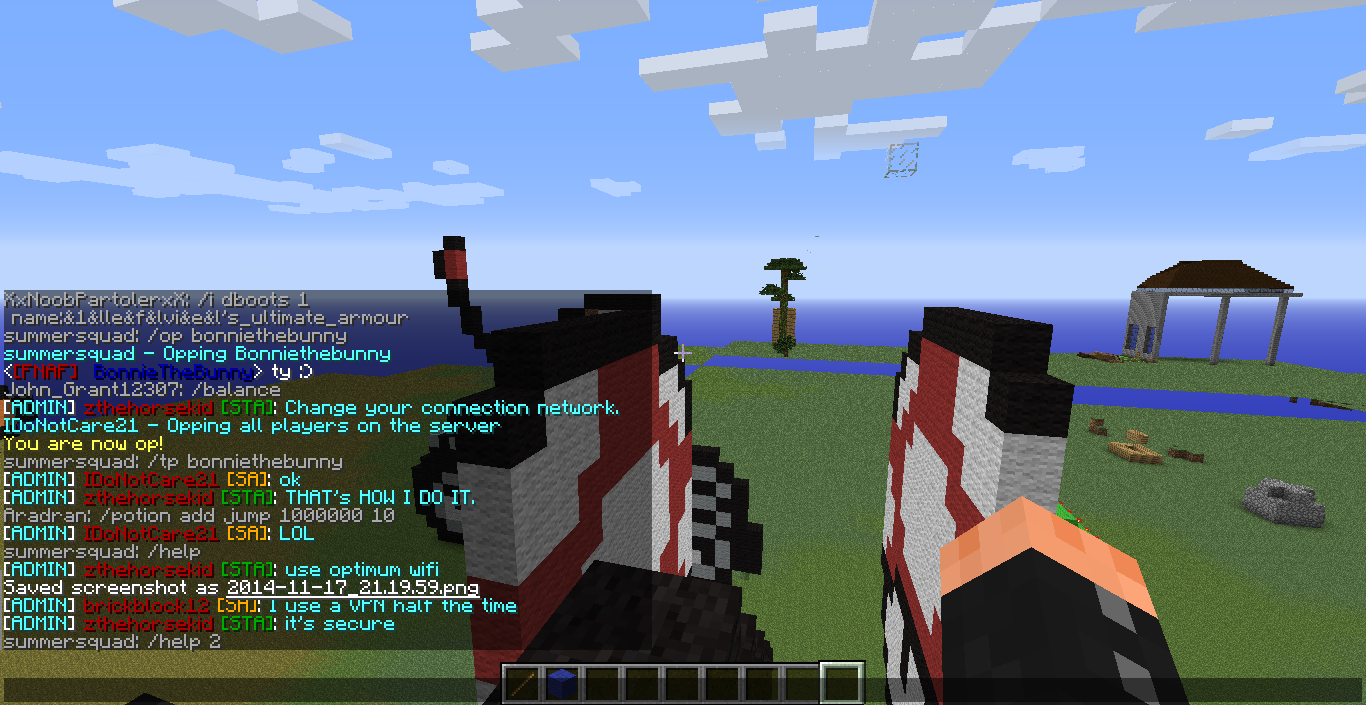 XxNoobPartolerxX: /i dboots 1
name:&1&lle&f&lvi&e&l's_ultimate_armour
summersquad: /op bonniethebunny
summersquad - Opping Bonniethebunny
<[FNAF] BonnieTheBunny> ty :D
John_Grant12307: /balance
[ADMIN] zthehorsekid [STA]: Change your connection network.
IDoNotCare21 - Opping all players on the server
You are now op!
summersquad: /tp bonniethebunny
[ADMIN] IDoNotCare21 [SA]: ok
[ADMIN] zthehorsekid [STA]: THAT's HOW I DO IT.
Aradran: /potion add jump 1000000 10
[ADMIN] IDoNotCare21 [SA]: LOL
summersquad: /help
[ADMIN] zthehorsekid [STA]: use optimum wifi
Saved screenshot as 2014-11-17_21.19.59.png
[ADMIN] brickblock12 [SA]: I use a VPN half the time
[ADMIN] zthehorsekid [STA]: it's secure
summersquad: /help 2